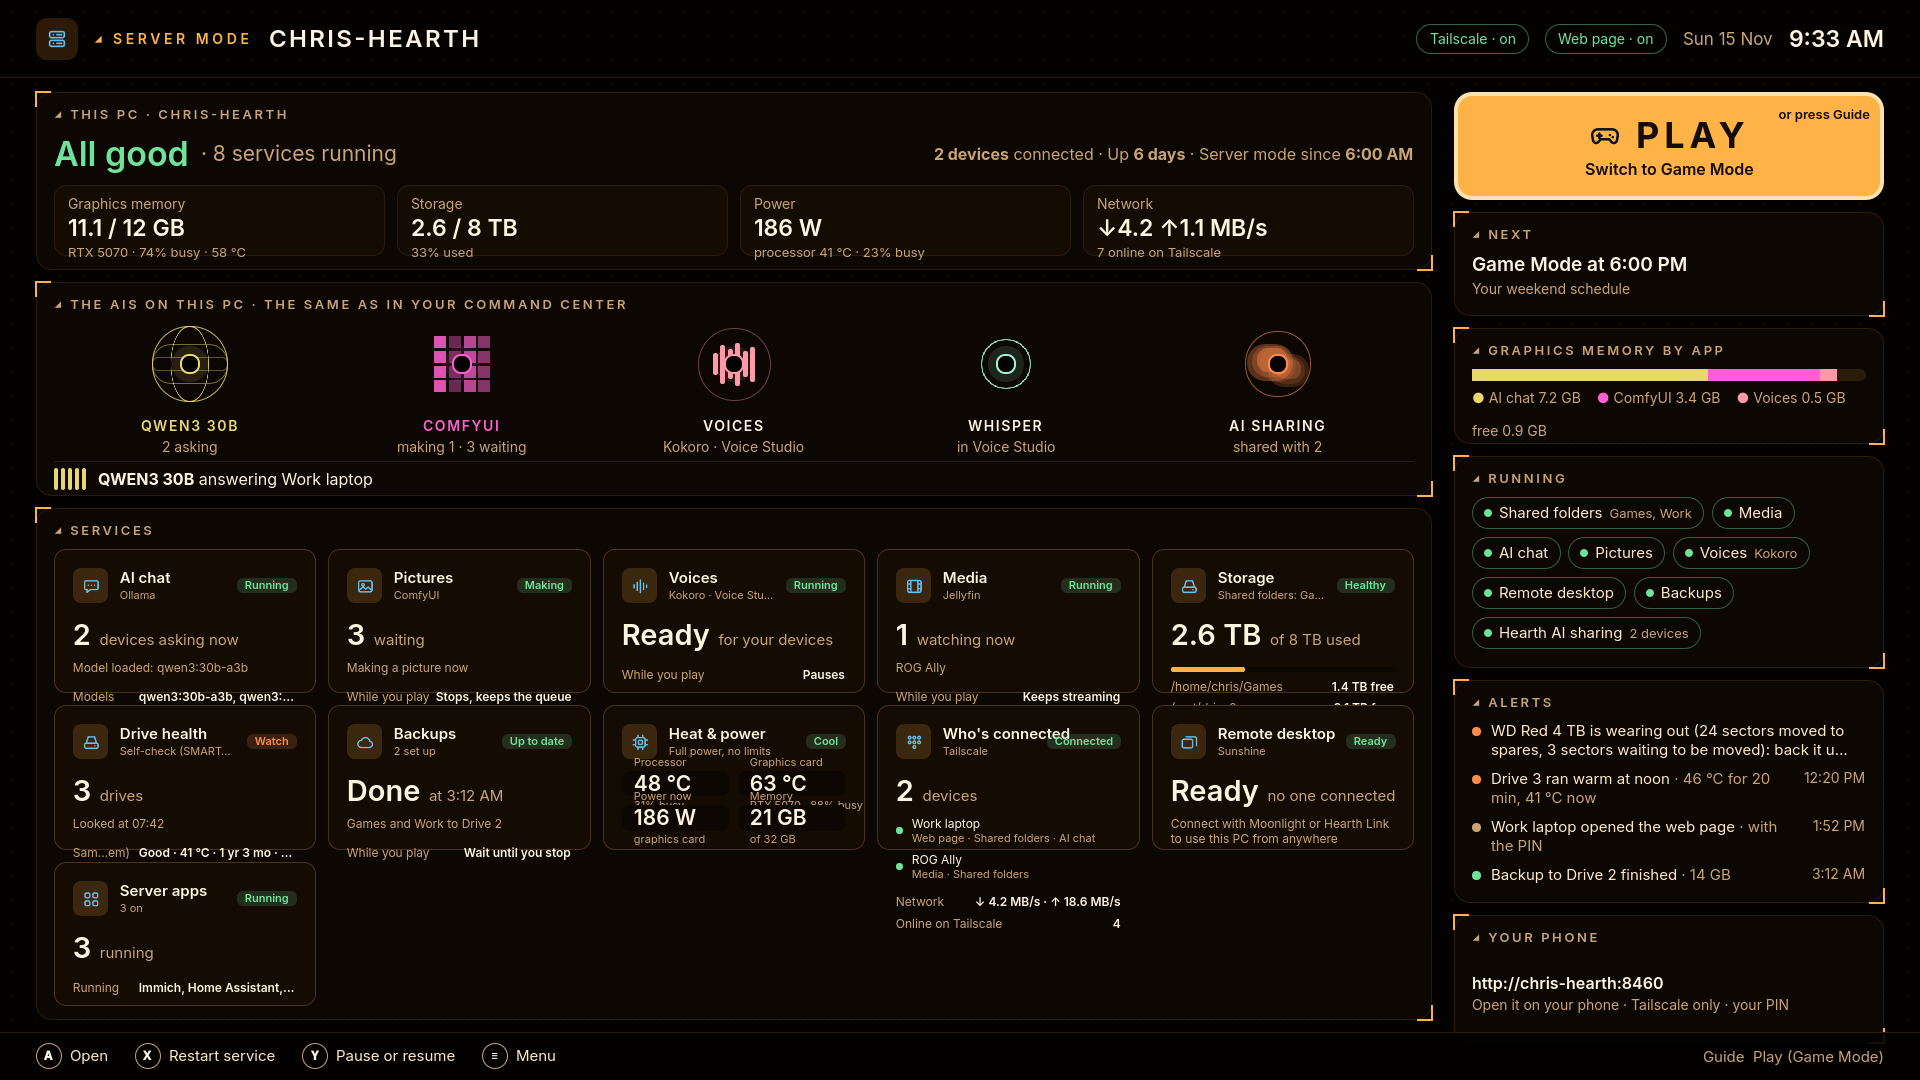 SERVER MODE CHRIS-HEARTH
Tailscale · on
Web page · on
Sun 15 Nov 9:33 AM
THIS PC · CHRIS-HEARTH
All good · 8 services running
2 devices connected · Up 6 days · Server mode since 6:00 AM
Graphics memory
11.1 / 12 GB
RTX 5070 · 74% busy · 58 °C
Storage
2.6 / 8 TB
33% used
Power
186 W
processor 41 °C · 23% busy
Network
↓4.2 ↑1.1 MB/s
7 online on Tailscale
THE AIS ON THIS PC · THE SAME AS IN YOUR COMMAND CENTER
QWEN3 30B
2 asking
COMFYUI
making 1 · 3 waiting
VOICES
Kokoro · Voice Studio
WHISPER
in Voice Studio
AI SHARING
shared with 2
QWEN3 30B answering Work laptop
SERVICES
AI chat
Ollama
Running
2 devices asking now
Model loaded: qwen3:30b-a3b
Models qwen3:30b-a3b, qwen3:...
Pictures
ComfyUI
Making
3 waiting
Making a picture now
While you play Stops, keeps the queue
Voices
Kokoro · Voice Stu...
Running
Ready for your devices
While you play Pauses
Media
Jellyfin
Running
1 watching now
ROG Ally
While you play Keeps streaming
Storage
Shared folders: Ga...
Healthy
2.6 TB of 8 TB used
/home/chris/Games 1.4 TB free
Drive health
Self-check (SMART...
Watch
3 drives
Looked at 07:42
Sam...em) Good · 41 °C · 1 yr 3 mo · ...
Backups
2 set up
Up to date
Done at 3:12 AM
Games and Work to Drive 2
While you play Wait until you stop
Heat & power
Full power, no limits
Cool
Processor
48 °C
Graphics card
63 °C
Power now
186 W
graphics card
Memory
21 GB
of 32 GB
Who's connected
Tailscale
Connected
2 devices
Work laptop
Web page · Shared folders · AI chat
ROG Ally
Media · Shared folders
Network ↓ 4.2 MB/s · ↑ 18.6 MB/s
Online on Tailscale 4
Remote desktop
Sunshine
Ready
Ready no one connected
Connect with Moonlight or Hearth Link
to use this PC from anywhere
Server apps
3 on
Running
3 running
Running Immich, Home Assistant,...
or press Guide
PLAY
Switch to Game Mode
NEXT
Game Mode at 6:00 PM
Your weekend schedule
GRAPHICS MEMORY BY APP
AI chat 7.2 GB ComfyUI 3.4 GB Voices 0.5 GB
free 0.9 GB
RUNNING
Shared folders Games, Work
Media
AI chat
Pictures
Voices Kokoro
Remote desktop
Backups
Hearth AI sharing 2 devices
ALERTS
WD Red 4 TB is wearing out (24 sectors moved to
spares, 3 sectors waiting to be moved): back it u...
Drive 3 ran warm at noon · 46 °C for 20 12:20 PM
min, 41 °C now
Work laptop opened the web page · with 1:52 PM
the PIN
Backup to Drive 2 finished · 14 GB 3:12 AM
YOUR PHONE
http://chris-hearth:8460
Open it on your phone · Tailscale only · your PIN
A Open
X Restart service
Y Pause or resume
≡ Menu
Guide Play (Game Mode)